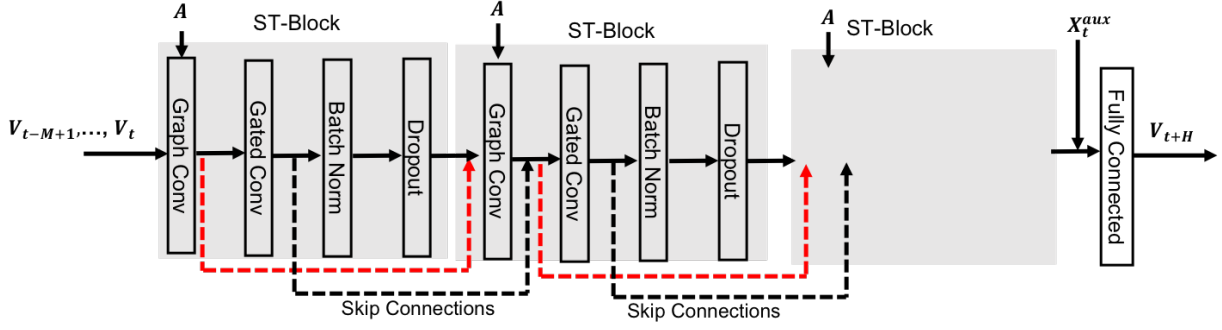 A
ST-Block
A
ST-Block
A
ST-Block
X_t^{aux}
V_{t-M+1},..., V_t
Graph Conv
Gated Conv
Batch Norm
Dropout
Graph Conv
Gated Conv
Batch Norm
Dropout
Fully Connected
V_{t+H}
Skip Connections
Skip Connections